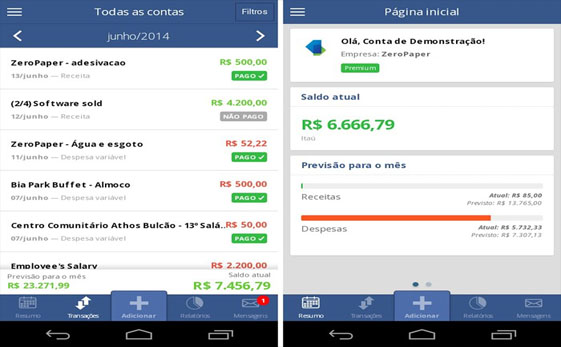 Todas as contas
Filtros
junho/2014
ZeroPaper - adesivacao
R$ 500,00
13/junho — Receita
PAGO
(2/4) Software sold
R$ 4.200,00
12/junho — Receita
NÃO PAGO
ZeroPaper - Água e esgoto
R$ 52,22
11/junho — Despesa variável
PAGO
Bia Park Buffet - Almoco
R$ 500,00
07/junho — Despesa variável
PAGO
Centro Comunitário Athos Bulcão - 13º Salá..
R$ 50,00
07/junho — Despesa variável
PAGO
Employee's Salary
R$ 2.200,00
Previsão para o mês
Saldo atual
R$ 23.271,99
R$ 7.456,79
Resumo
Transações
Adicionar
Relatórios
Mensagens
1
Página inicial
Olá, Conta de Demonstração!
Empresa: ZeroPaper
Premium
Saldo atual
R$ 6.666,79
Itaú
Previsão para o mês
Receitas
Atual: R$ 85,00
Previsto: R$ 13.765,00
Despesas
Atual: R$ 5.732,33
Previsto: R$ 7.307,13
Resumo
Transações
Adicionar
Relatórios
Mensagens